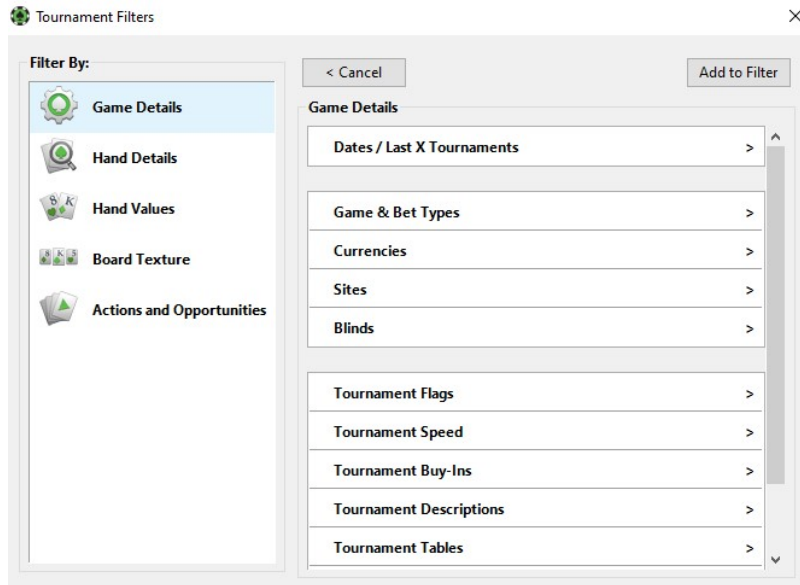 Tournament Filters
Filter By:
Game Details
Hand Details
Hand Values
Board Texture
Actions and Opportunities
< Cancel
Add to Filter
Game Details
Dates / Last X Tournaments >
Game & Bet Types >
Currencies >
Sites >
Blinds >
Tournament Flags >
Tournament Speed >
Tournament Buy-Ins >
Tournament Descriptions >
Tournament Tables >